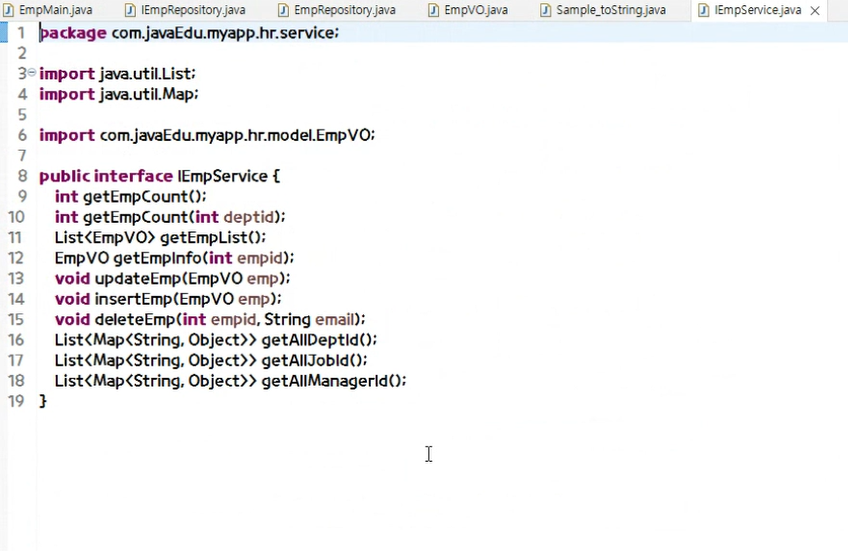 EmpMain.java IEmpRepository.java EmpRepository.java EmpVO.java Sample_toString.java IEmpService.java
1 package com.javaEdu.myapp.hr.service;
2
3 import java.util.List;
4 import java.util.Map;
5
6 import com.javaEdu.myapp.hr.model.EmpVO;
7
8 public interface IEmpService {
9 int getEmpCount();
10 int getEmpCount(int deptid);
11 List<EmpVO> getEmpList();
12 EmpVO getEmpInfo(int empid);
13 void updateEmp(EmpVO emp);
14 void insertEmp(EmpVO emp);
15 void deleteEmp(int empid, String email);
16 List<Map<String, Object>> getAllDeptId();
17 List<Map<String, Object>> getAllJobId();
18 List<Map<String, Object>> getAllManagerId();
19 }